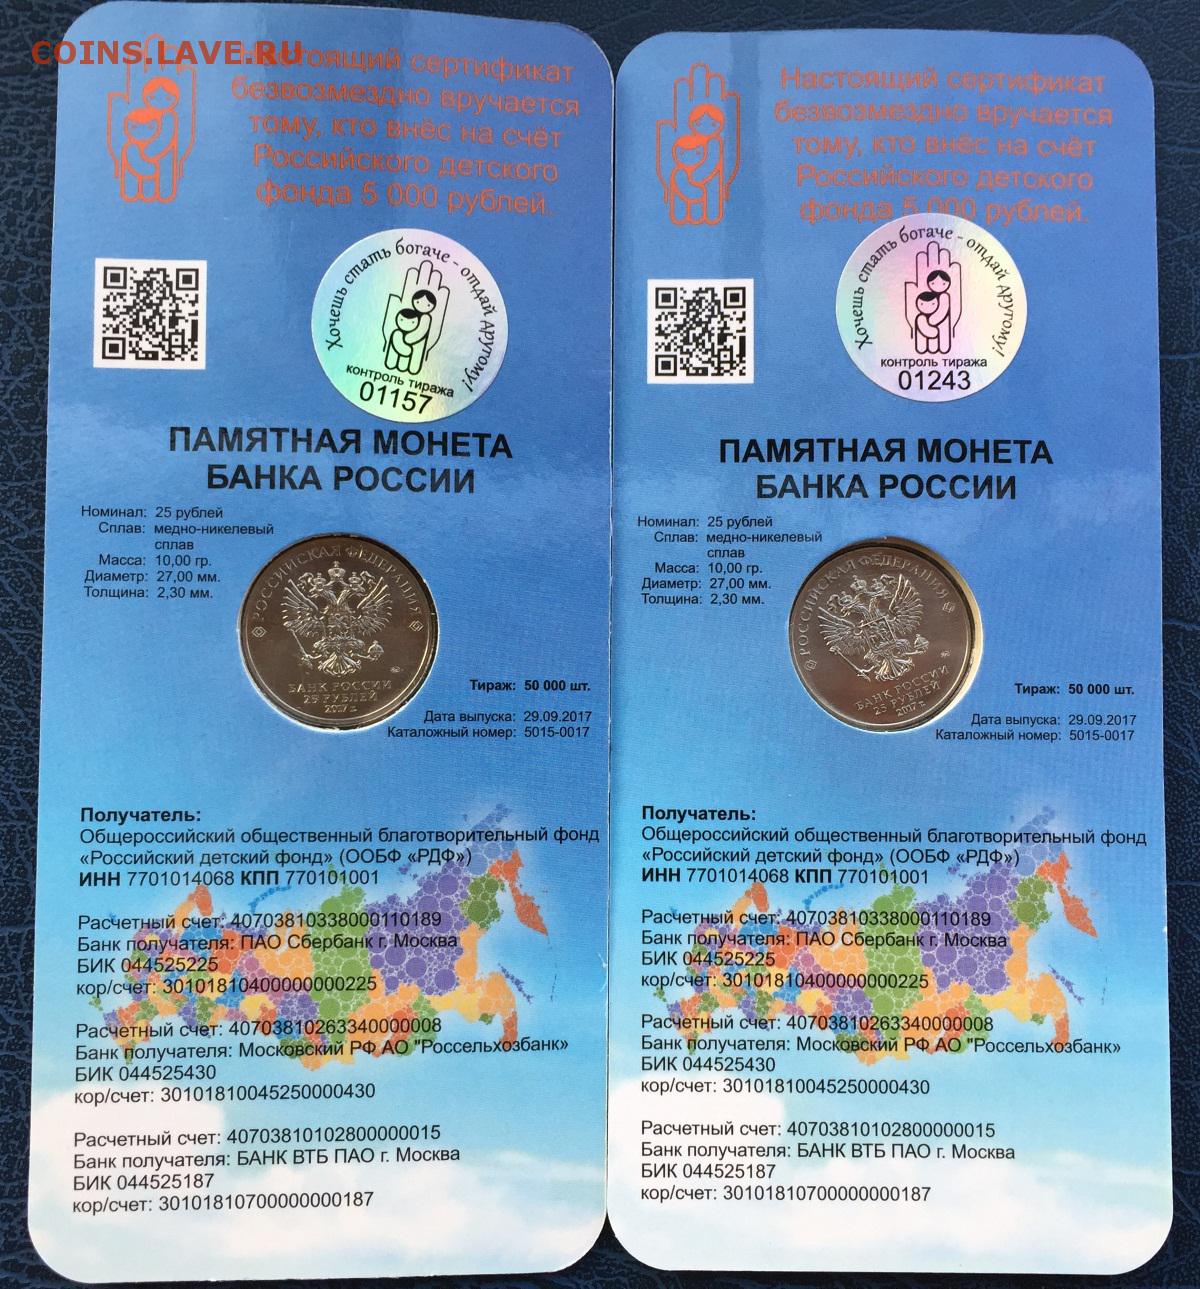 COINS.LAVE.RU
Настоящий сертификат
безвозмездно вручается
тому, кто внёс на счёт
Российского детского
фонда 5 000 рублей.
Хочешь стать богаче - отдай другому!
контроль тиража
01157
ПАМЯТНАЯ МОНЕТА
БАНКА РОССИИ
Номинал: 25 рублей
Сплав: медно-никелевый
сплав
Масса: 10,00 гр.
Диаметр: 27,00 мм.
Толщина: 2,30 мм.
РОССИЙСКАЯ ФЕДЕРАЦИЯ
БАНК РОССИИ
25 РУБЛЕЙ
2017 г.
Тираж: 50 000 шт.
Дата выпуска: 29.09.2017
Каталожный номер: 5015-0017
Получатель:
Общероссийский общественный благотворительный фонд
«Российский детский фонд» (ООБФ «РДФ»)
ИНН 7701014068 КПП 770101001
Расчетный счет: 40703810338000110189
Банк получателя: ПАО Сбербанк г. Москва
БИК 044525225
кор/счет: 30101810400000000225
Расчетный счет: 40703810263340000008
Банк получателя: Московский РФ АО "Россельхозбанк»
БИК 044525430
кор/счет: 30101810045250000430
Расчетный счет: 40703810102800000015
Банк получателя: БАНК ВТБ ПАО г. Москва
БИК 044525187
кор/счет: 30101810700000000187
Настоящий сертификат
безвозмездно вручается
тому, кто внёс на счёт
Российского детского
фонда 5 000 рублей.
Хочешь стать богаче - отдай другому!
контроль тиража
01243
ПАМЯТНАЯ МОНЕТА
БАНКА РОССИИ
Номинал: 25 рублей
Сплав: медно-никелевый
сплав
Масса: 10,00 гр.
Диаметр: 27,00 мм.
Толщина: 2,30 мм.
РОССИЙСКАЯ ФЕДЕРАЦИЯ
БАНК РОССИИ
25 РУБЛЕЙ
2017 г.
Тираж: 50 000 шт.
Дата выпуска: 29.09.2017
Каталожный номер: 5015-0017
Получатель:
Общероссийский общественный благотворительный фонд
«Российский детский фонд» (ООБФ «РДФ»)
ИНН 7701014068 КПП 770101001
Расчетный счет: 40703810338000110189
Банк получателя: ПАО Сбербанк г. Москва
БИК 044525225
кор/счет: 30101810400000000225
Расчетный счет: 40703810263340000008
Банк получателя: Московский РФ АО "Россельхозбанк»
БИК 044525430
кор/счет: 30101810045250000430
Расчетный счет: 40703810102800000015
Банк получателя: БАНК ВТБ ПАО г. Москва
БИК 044525187
кор/счет: 30101810700000000187